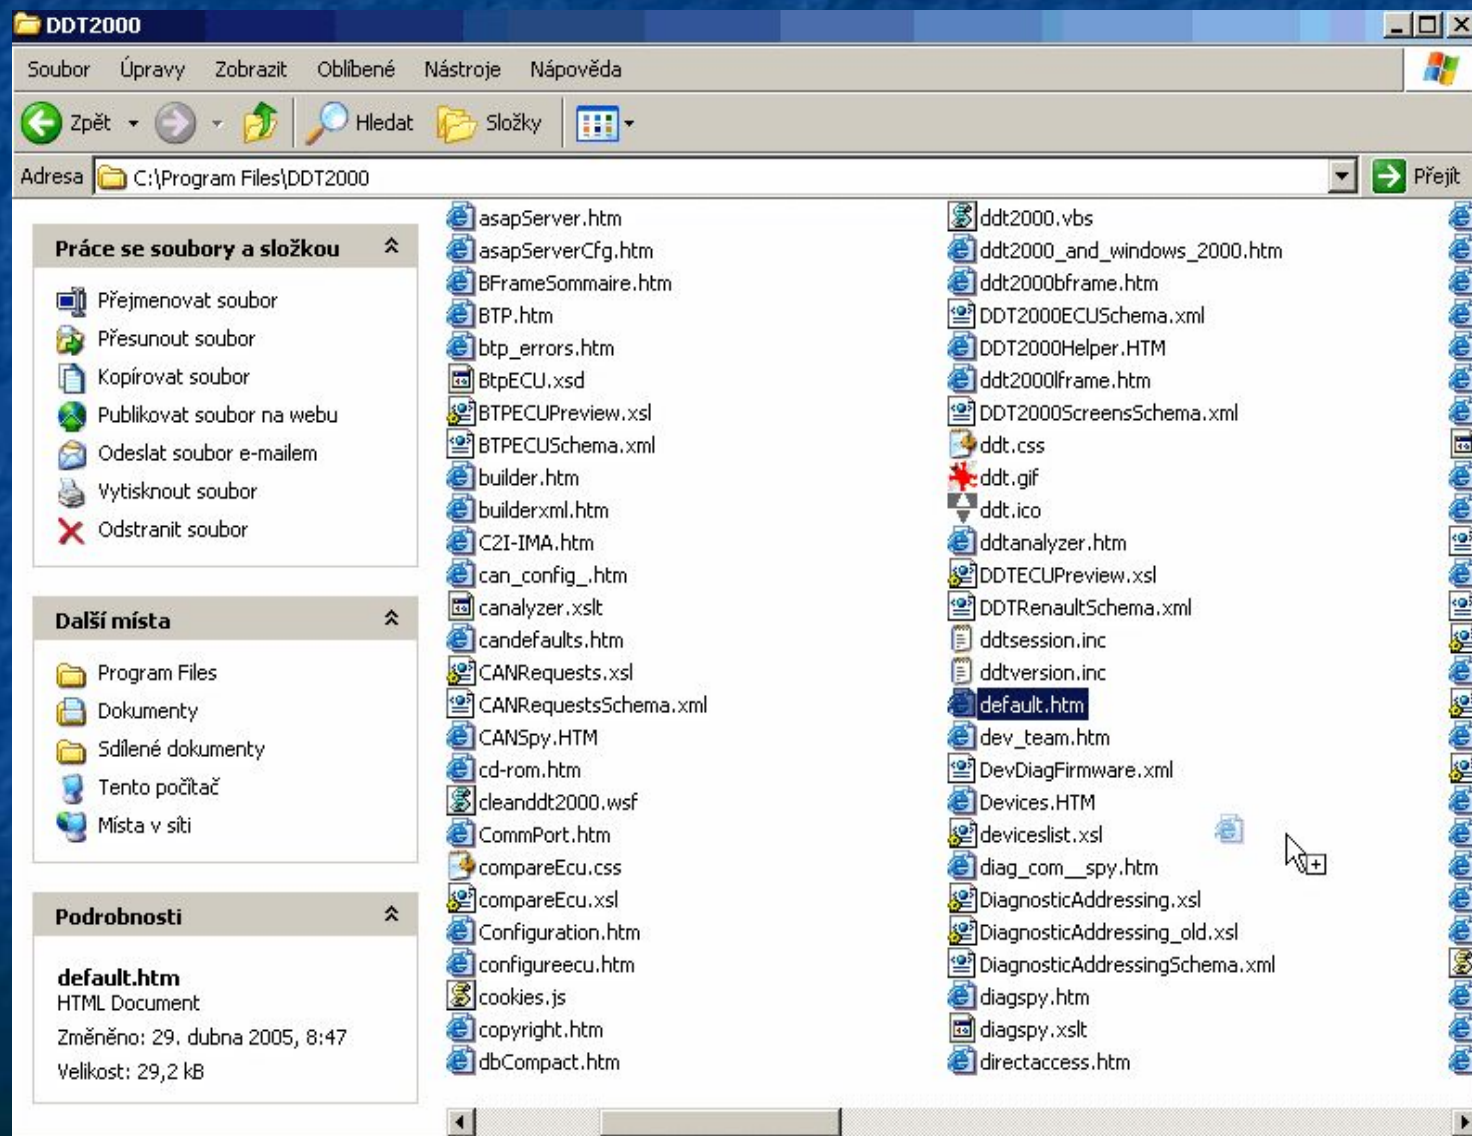 DDT2000
Soubor Úpravy Zobrazit Oblíbené Nástroje Nápověda
Zpět Hledat Složky
Adresa C:\Program Files\DDT2000 Přejít
Práce se soubory a složkou
Přejmenovat soubor
Přesunout soubor
Kopírovat soubor
Publikovat soubor na webu
Odeslat soubor e-mailem
Vytisknout soubor
Odstranit soubor
Další místa
Program Files
Dokumenty
Sdílené dokumenty
Tento počítač
Místa v síti
Podrobnosti
default.htm
HTML Document
Změněno: 29. dubna 2005, 8:47
Velikost: 29,2 kB
asapServer.htm
asapServerCfg.htm
BFrameSommaire.htm
BTP.htm
btp_errors.htm
BtpECU.xsd
BTPECUPreview.xsl
BTPECUSchema.xml
builder.htm
builderxml.htm
C2I-IMA.htm
can_config_.htm
canalyzer.xslt
candefaults.htm
CANRequests.xsl
CANRequestsSchema.xml
CANSpy.HTM
cd-rom.htm
cleanddt2000.wsf
CommPort.htm
compareEcu.css
compareEcu.xsl
Configuration.htm
configureecu.htm
cookies.js
copyright.htm
dbCompact.htm
ddt2000.vbs
ddt2000_and_windows_2000.htm
ddt2000bframe.htm
DDT2000ECUSchema.xml
DDT2000Helper.HTM
ddt2000lframe.htm
DDT2000ScreensSchema.xml
ddt.css
ddt.gif
ddt.ico
ddtanalyzer.htm
DDTECUPreview.xsl
DDTRenaultSchema.xml
ddtsession.inc
ddtversion.inc
default.htm
dev_team.htm
DevDiagFirmware.xml
Devices.HTM
deviceslist.xsl
diag_com__spy.htm
DiagnosticAddressing.xsl
DiagnosticAddressing_old.xsl
DiagnosticAddressingSchema.xml
diagspy.htm
diagspy.xslt
directaccess.htm